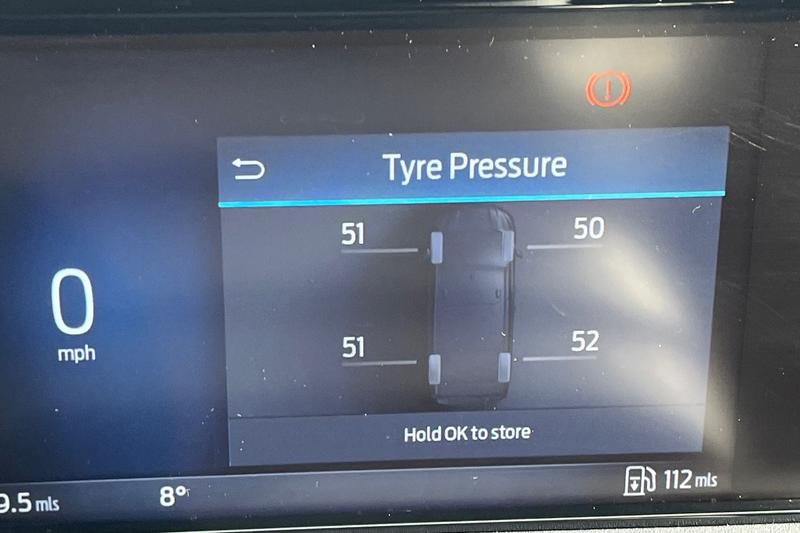 Tyre Pressure
51 50
0
mph
51 52
Hold OK to store
9.5 mls 8° 112 mls